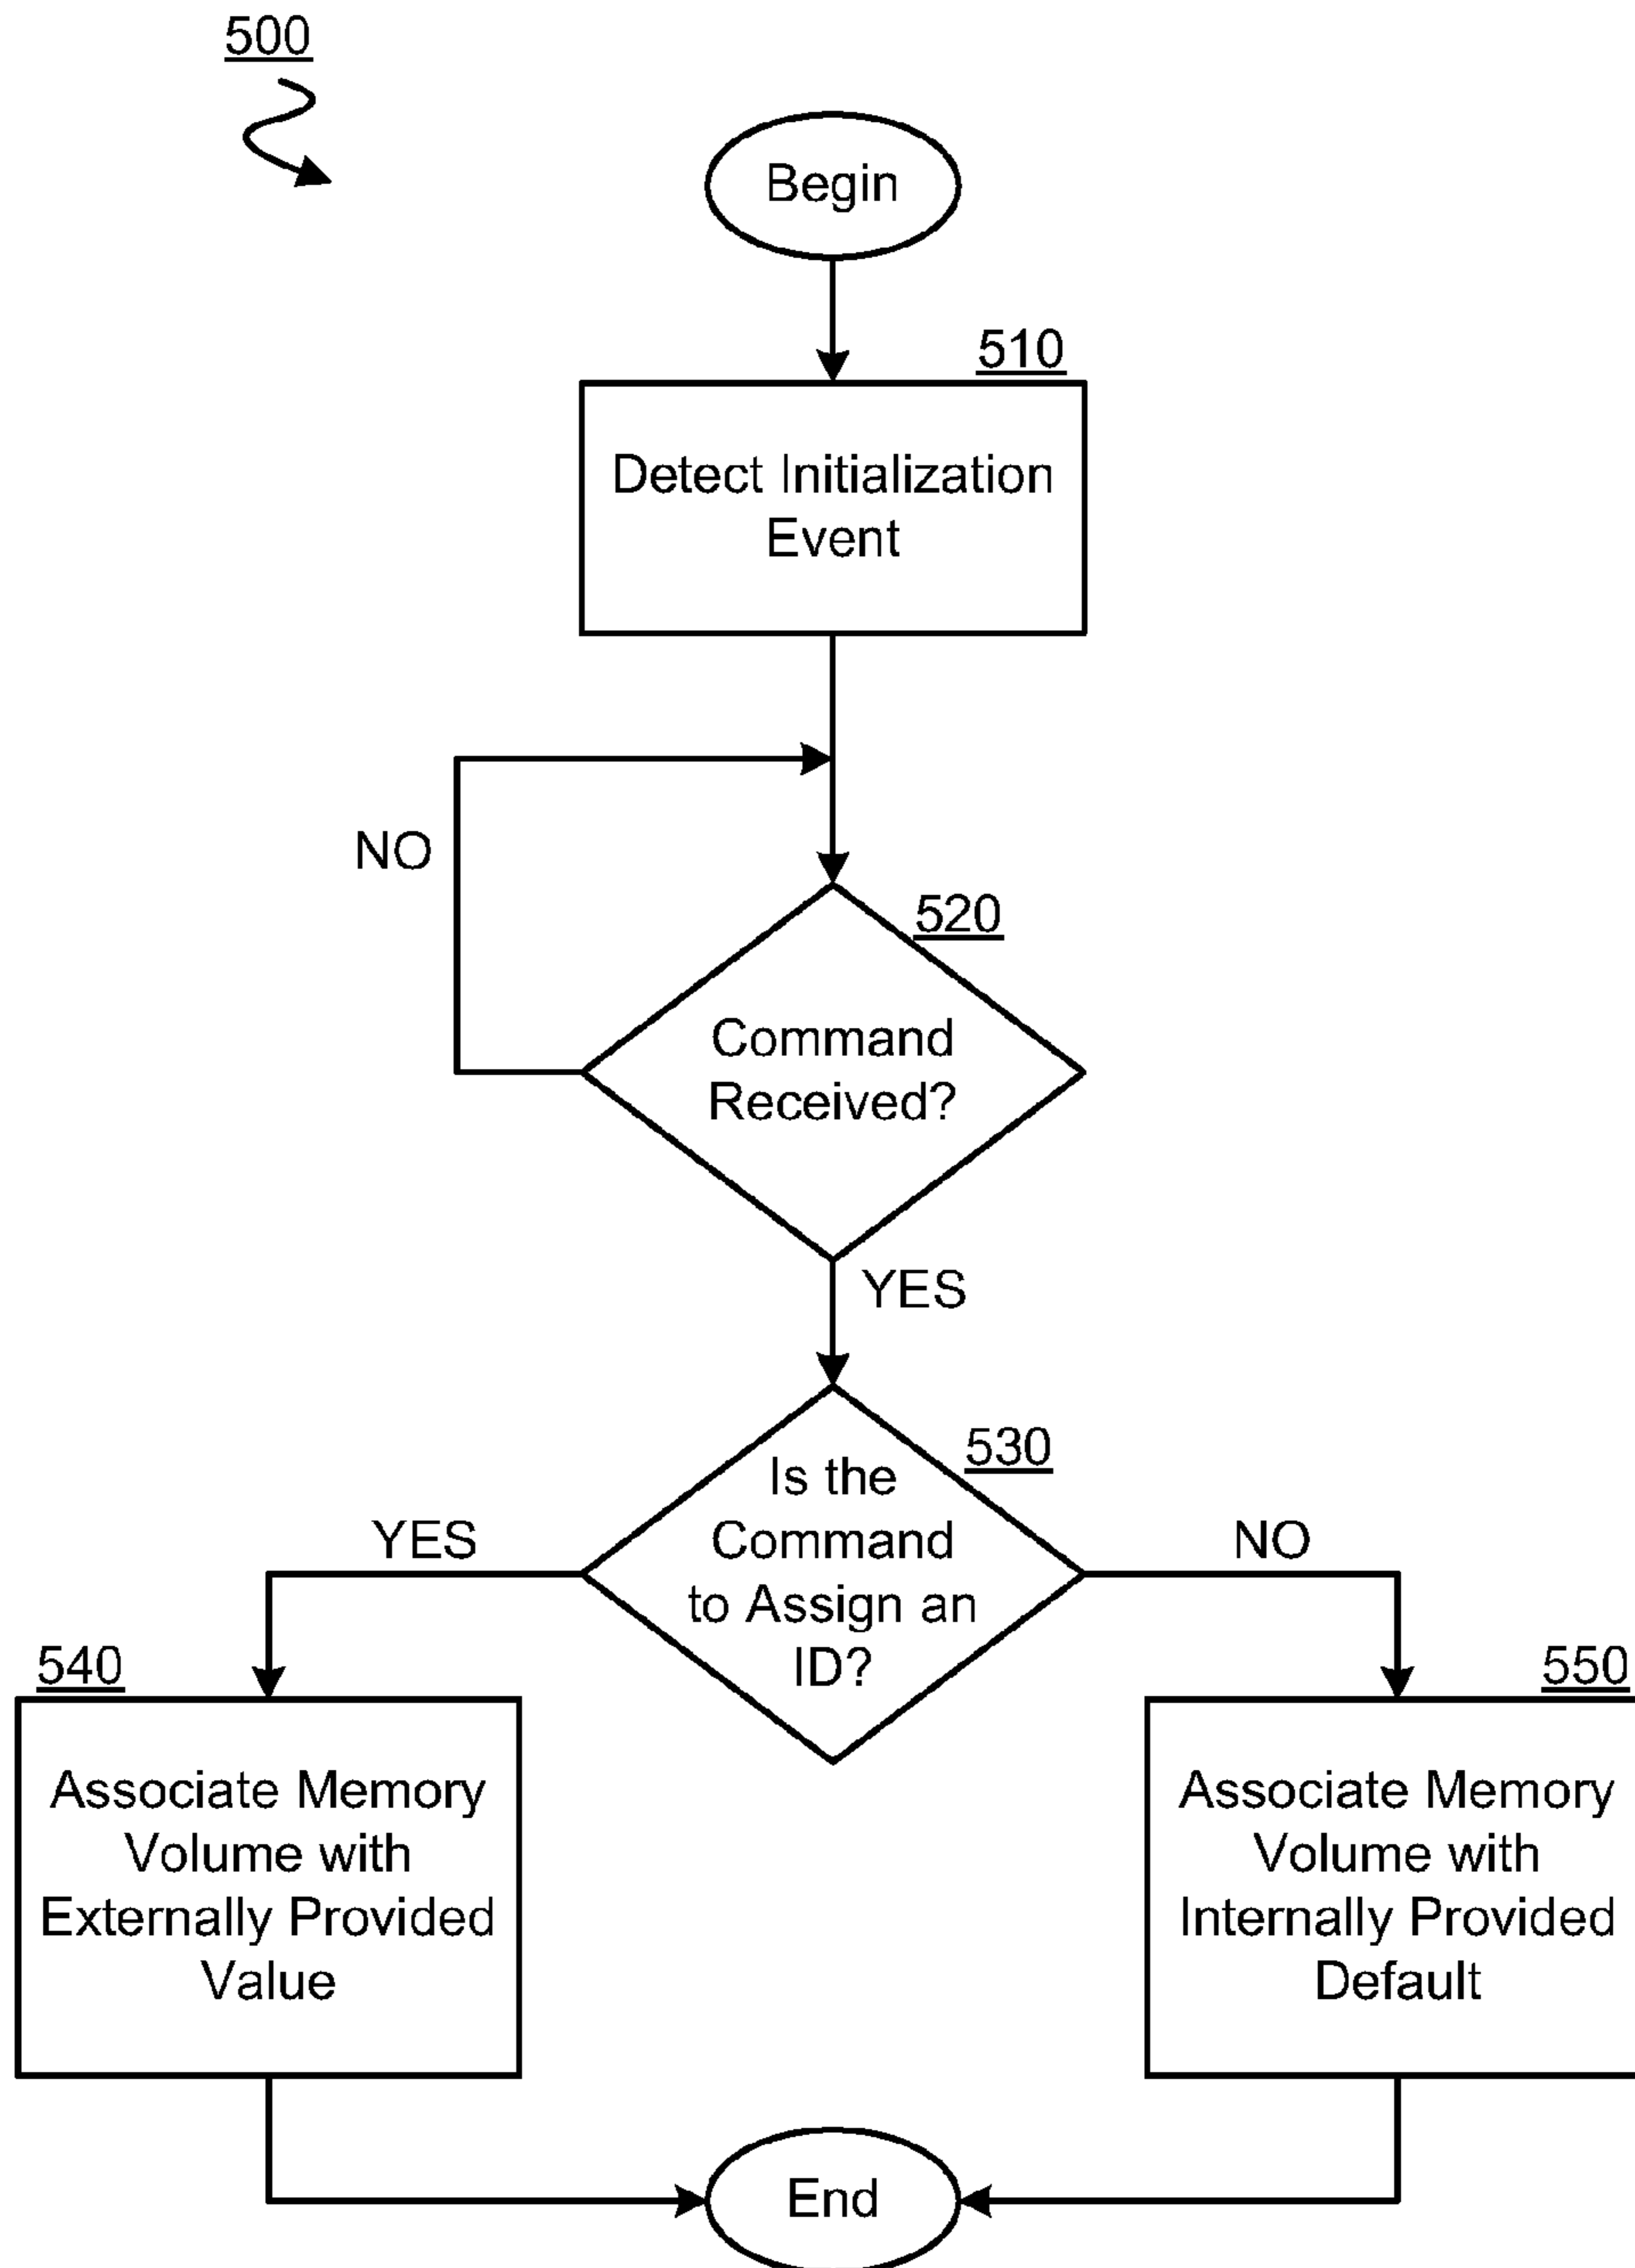 500
Begin
510
Detect Initialization
Event
NO
520
Command
Received?
YES
530
Is the
Command
to Assign an
ID?
YES
NO
540
Associate Memory
Volume with
Externally Provided
Value
550
Associate Memory
Volume with
Internally Provided
Default
End